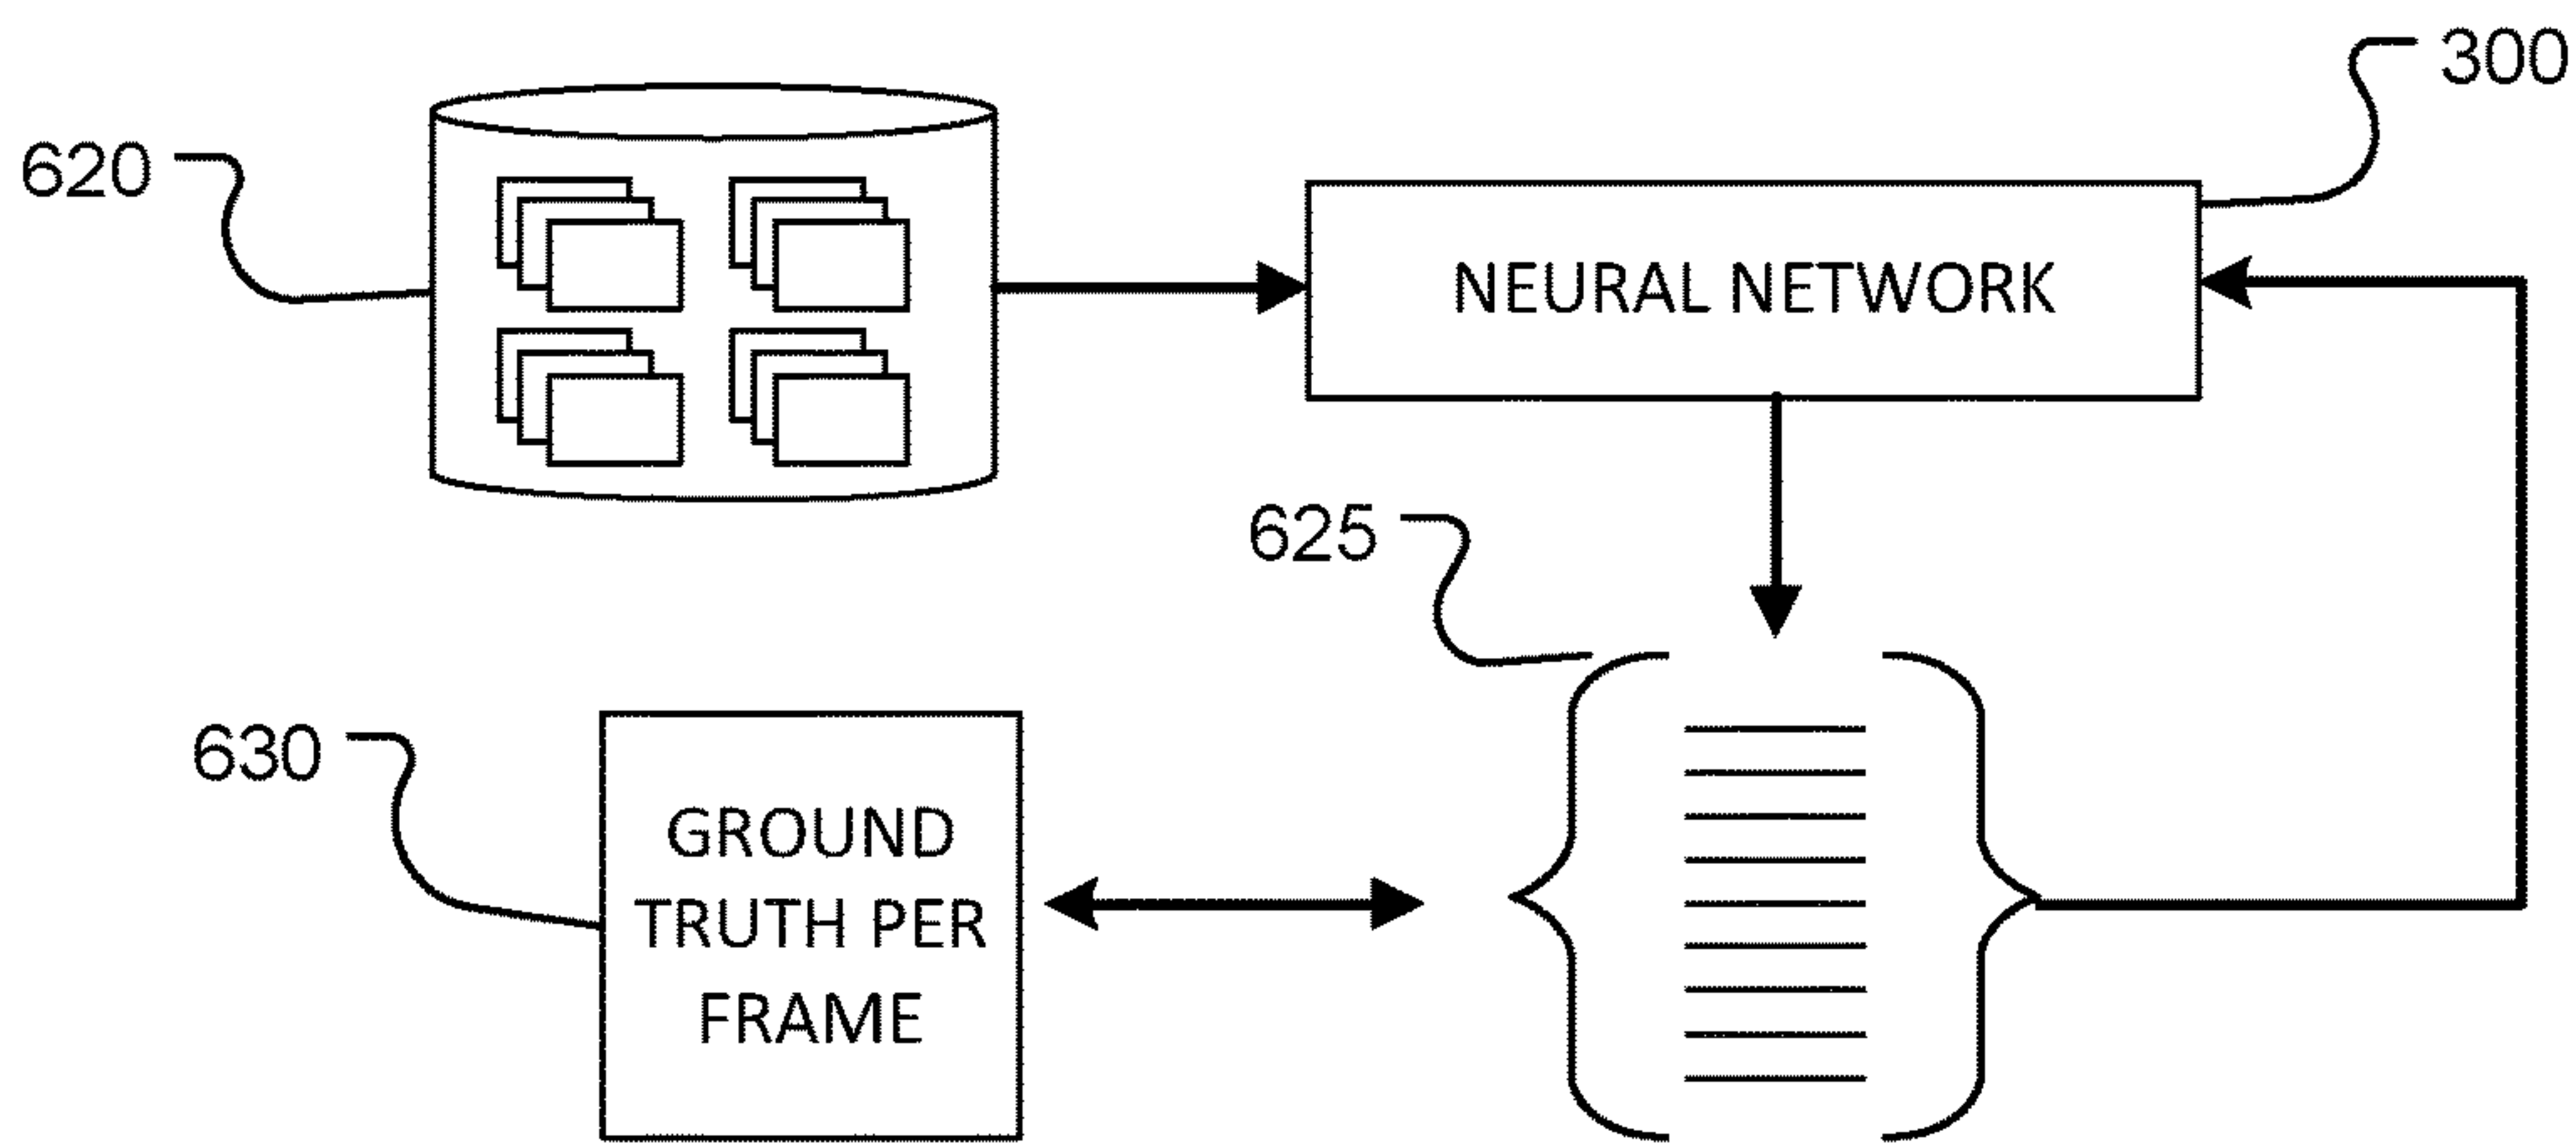 300
620
NEURAL NETWORK
625
630
GROUND
TRUTH PER
FRAME